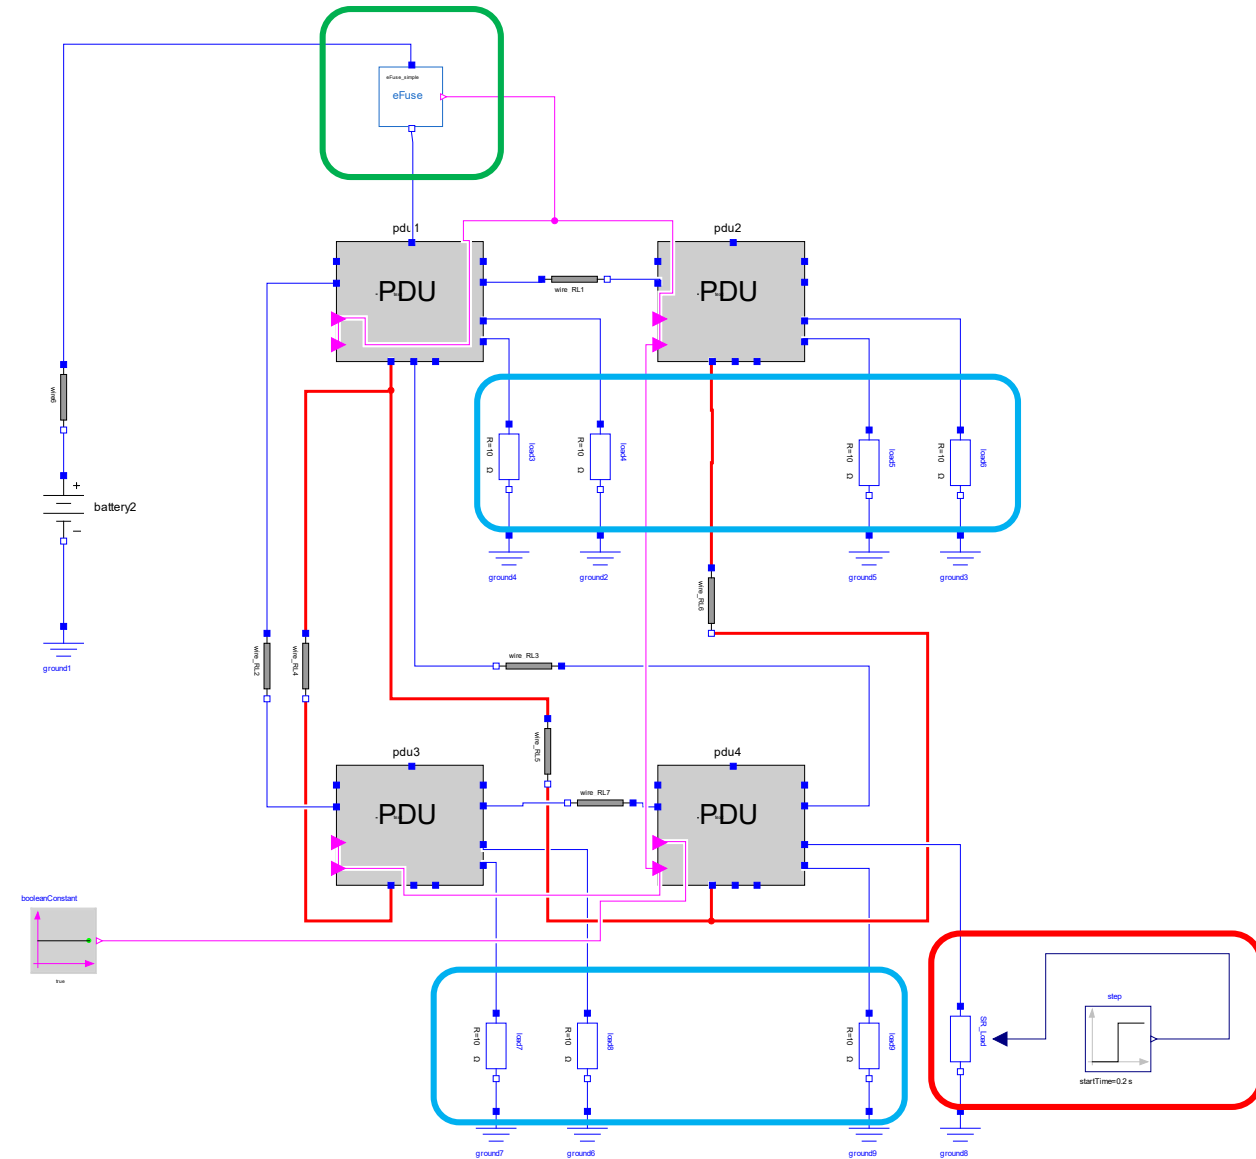 eFuse_simple
eFuse
pdu1
pdu2
PDU
PDU
wire_RL1
wire6
+
battery2
R=10 Ω
load3
R=10 Ω
load4
R=10 Ω
load5
R=10 Ω
load6
ground4
ground2
ground5
ground3
ground1
wire_RL6
wire_RL2
wire_RL4
wire_RL3
wire_RL5
pdu3
pdu4
PDU
PDU
wire_RL7
booleanConstant
true
step
startTime=0.2 s
R=10 Ω
load7
R=10 Ω
load8
R=10 Ω
load9
SR_Load
ground7
ground6
ground9
ground8